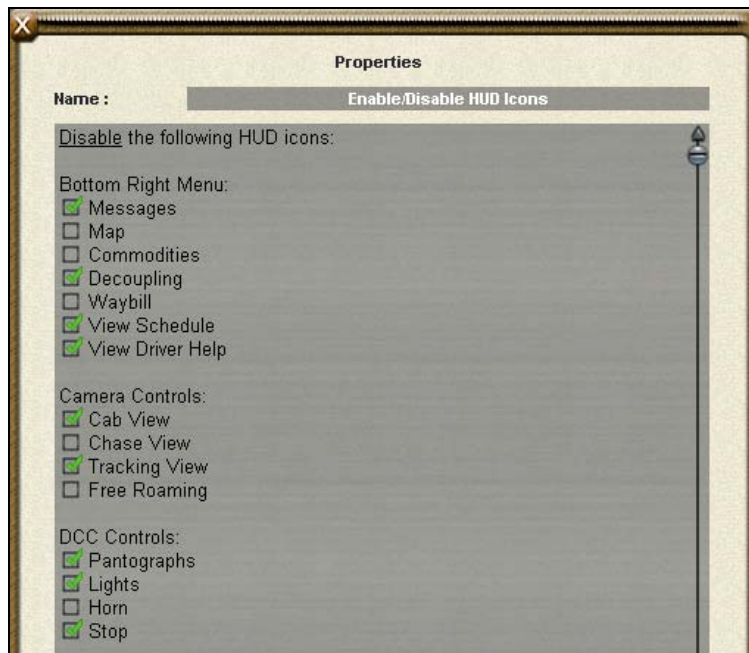 X
Properties
Name : Enable/Disable HUD Icons
Disable the following HUD icons:
Bottom Right Menu:
Messages
Map
Commodities
Decoupling
Waybill
View Schedule
View Driver Help
Camera Controls:
Cab View
Chase View
Tracking View
Free Roaming
DCC Controls:
Pantographs
Lights
Horn
Stop